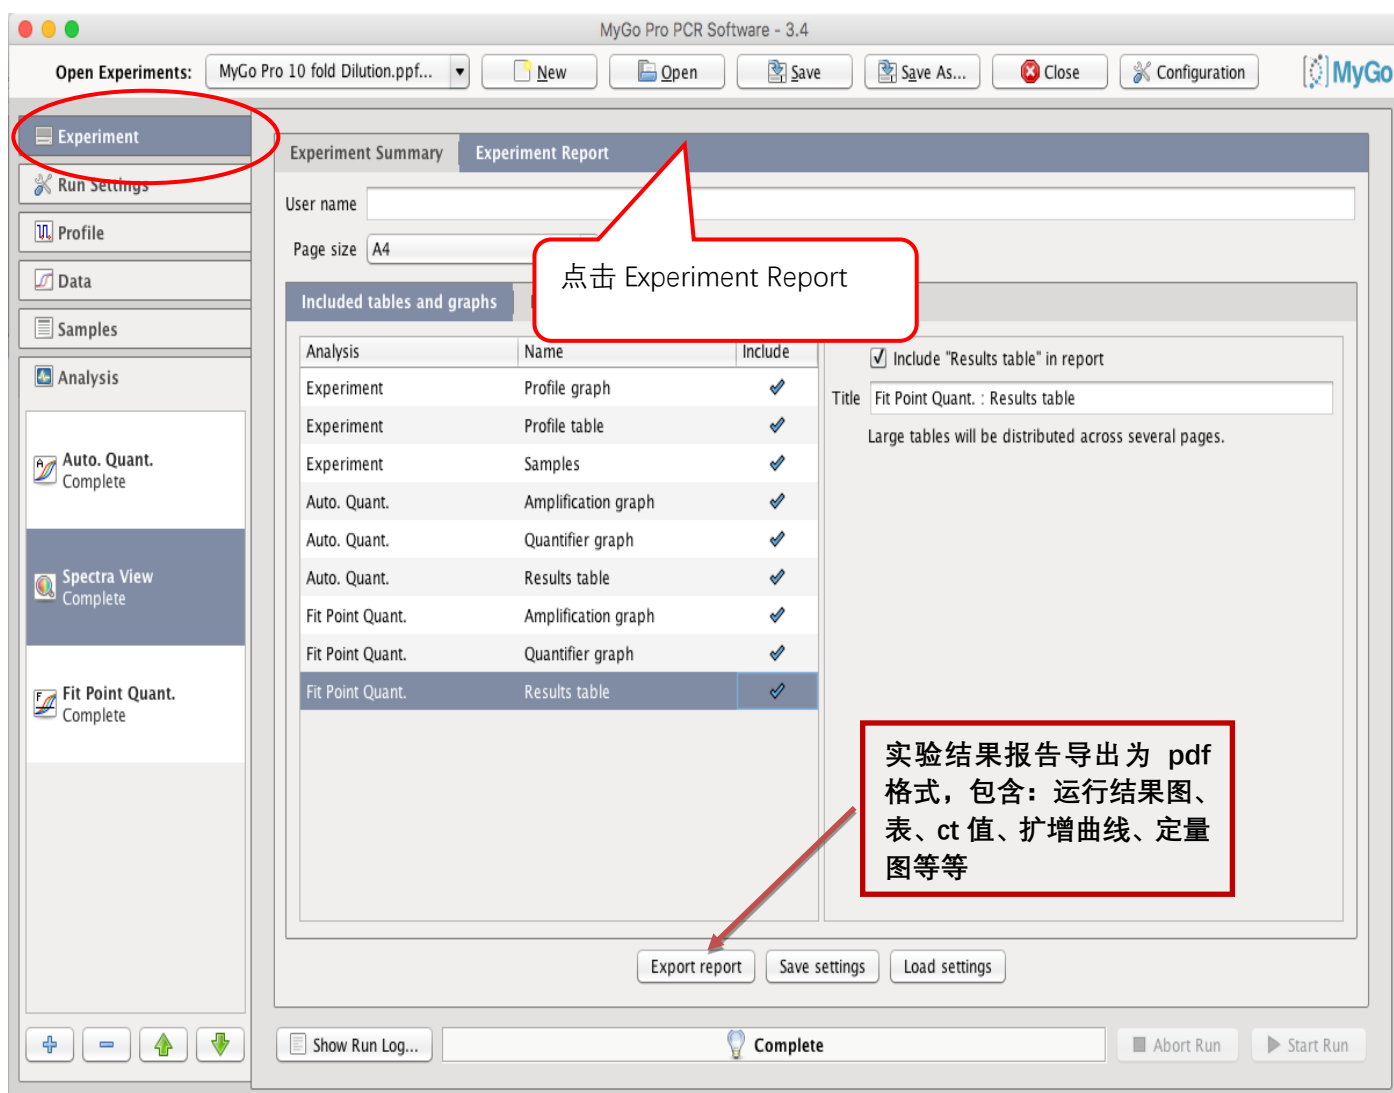 MyGo Pro PCR Software - 3.4
Open Experiments: MyGo Pro 10 fold Dilution.ppf... New Open Save Save As... Close Configuration MyGo
Experiment
Run Settings
Profile
Data
Samples
Analysis
Auto. Quant.
Complete
Spectra View
Complete
Fit Point Quant.
Complete
Experiment Summary Experiment Report
User name
Page size A4
点击 Experiment Report
Included tables and graphs
Analysis Name Include
Experiment Profile graph
Experiment Profile table
Experiment Samples
Auto. Quant. Amplification graph
Auto. Quant. Quantifier graph
Auto. Quant. Results table
Fit Point Quant. Amplification graph
Fit Point Quant. Quantifier graph
Fit Point Quant. Results table
Include "Results table" in report
Title Fit Point Quant. : Results table
Large tables will be distributed across several pages.
实验结果报告导出为 pdf
格式，包含：运行结果图、
表、ct 值、扩增曲线、定量
图等等
Export report Save settings Load settings
Show Run Log... Complete Abort Run Start Run